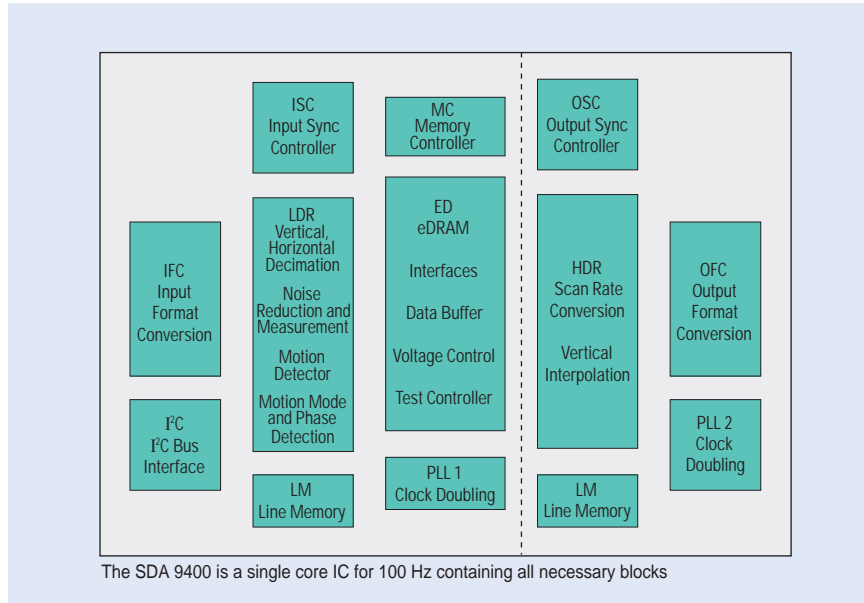 ISC
Input Sync
Controller
MC
Memory
Controller
OSC
Output Sync
Controller
IFC
Input
Format
Conversion
LDR
Vertical,
Horizontal
Decimation
Noise
Reduction and
Measurement
Motion
Detector
Motion Mode
and Phase
Detection
ED
eDRAM
Interfaces
Data Buffer
Voltage Control
Test Controller
HDR
Scan Rate
Conversion
Vertical
Interpolation
OFC
Output
Format
Conversion
I²C
I²C Bus
Interface
LM
Line Memory
PLL 1
Clock Doubling
LM
Line Memory
PLL 2
Clock
Doubling
The SDA 9400 is a single core IC for 100 Hz containing all necessary blocks